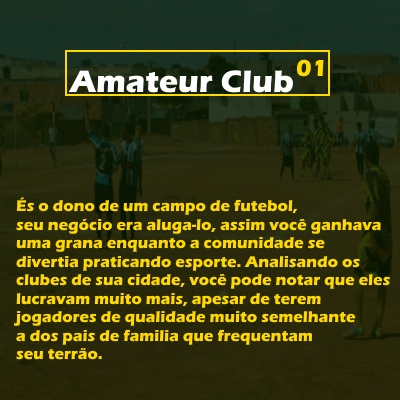 Amateur Club 01
És o dono de um campo de futebol,
seu negócio era aluga-lo, assim você ganhava
uma grana enquanto a comunidade se
divertia praticando esporte. Analisando os
clubes de sua cidade, você pode notar que eles
lucravam muito mais, apesar de terem
jogadores de qualidade muito semelhante
a dos pais de familia que frequentam
seu terrão.